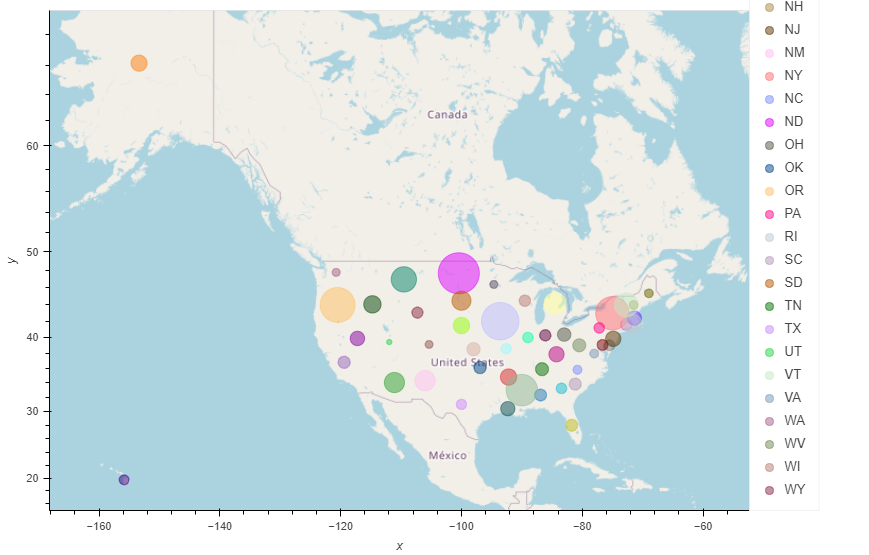 NH
NJ
NM
NY
NC
ND
OH
OK
OR
PA
RI
SC
SD
TN
TX
UT
VT
VA
WA
WV
WI
WY
Canada
United States
México
60
50
40
30
20
y
−160
−140
−120
−100
−80
−60
x